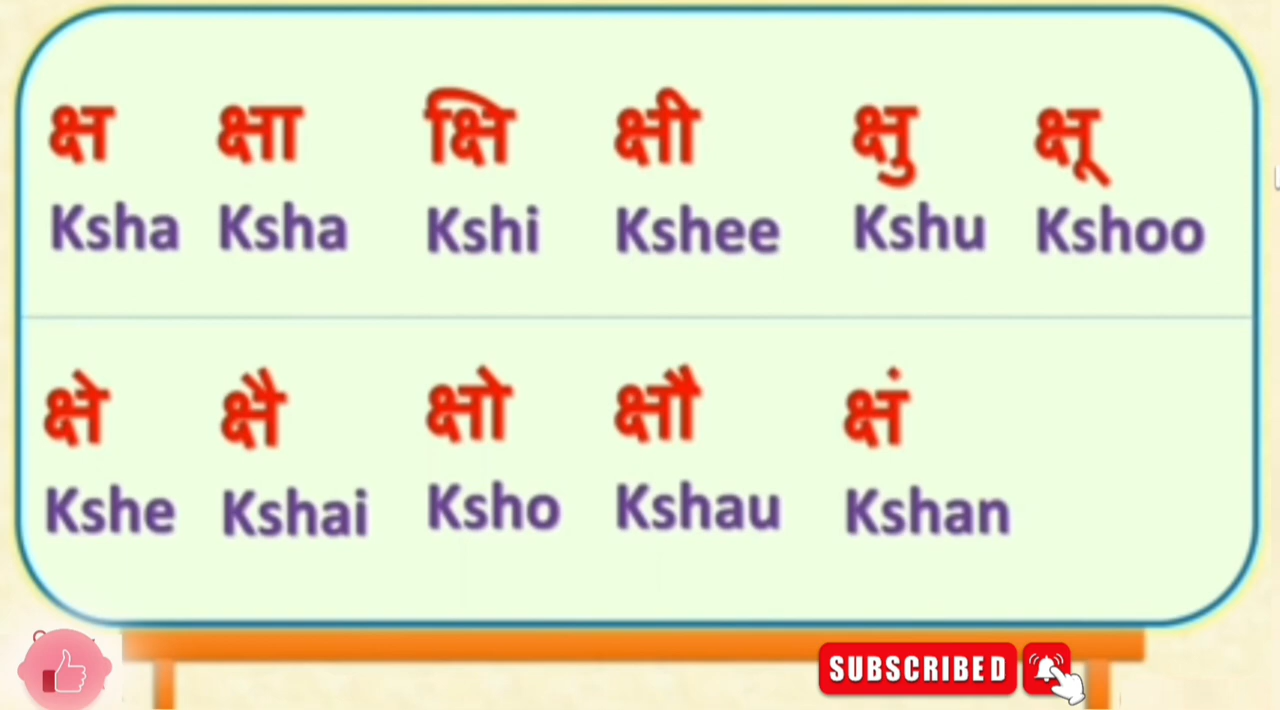 क्ष क्षा क्षि क्षी क्षु क्षू
Ksha Ksha Kshi Kshee Kshu Kshoo
क्षे क्षै क्षो क्षौ क्षं
Kshe Kshai Ksho Kshau Kshan
SUBSCRIBED